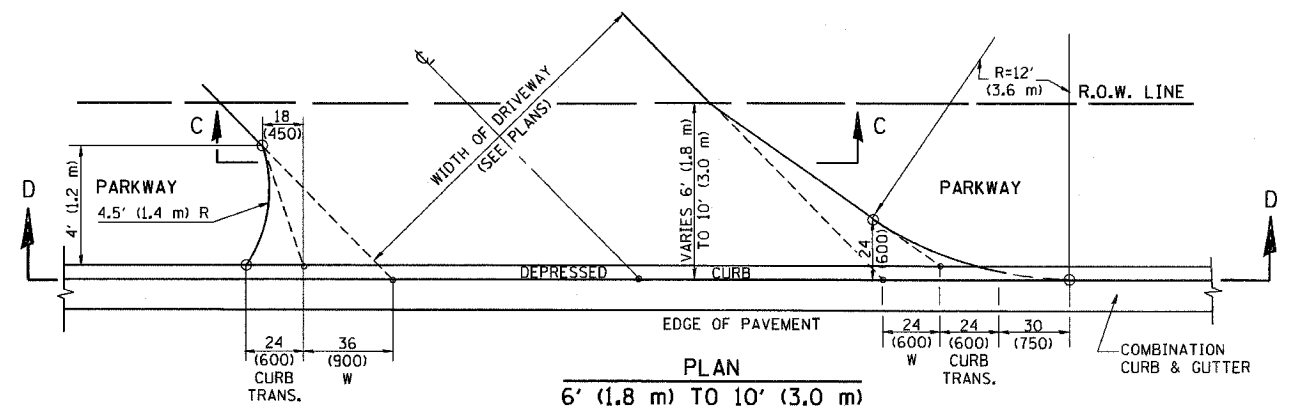 ℄
WIDTH OF DRIVEWAY
(SEE PLANS)
R=12'
(3.6 m)
R.O.W. LINE
C
18
(450)
C
VARIES 6' (1.8 m)
TO 10' (3.0 m)
D
4' (1.2 m)
PARKWAY
4.5' (1.4 m) R
PARKWAY
D
24
(600)
DEPRESSED CURB
EDGE OF PAVEMENT
24
(600)
CURB
TRANS.
36
(900)
W
24
(600)
W
24
(600)
CURB
TRANS.
30
(750)
COMBINATION
CURB & GUTTER
PLAN
6' (1.8 m) TO 10' (3.0 m)